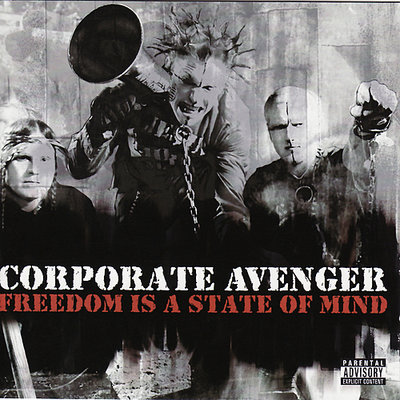 CORPORATE AVENGER
FREEDOM IS A STATE OF MIND
PARENTAL
ADVISORY
EXPLICIT CONTENT